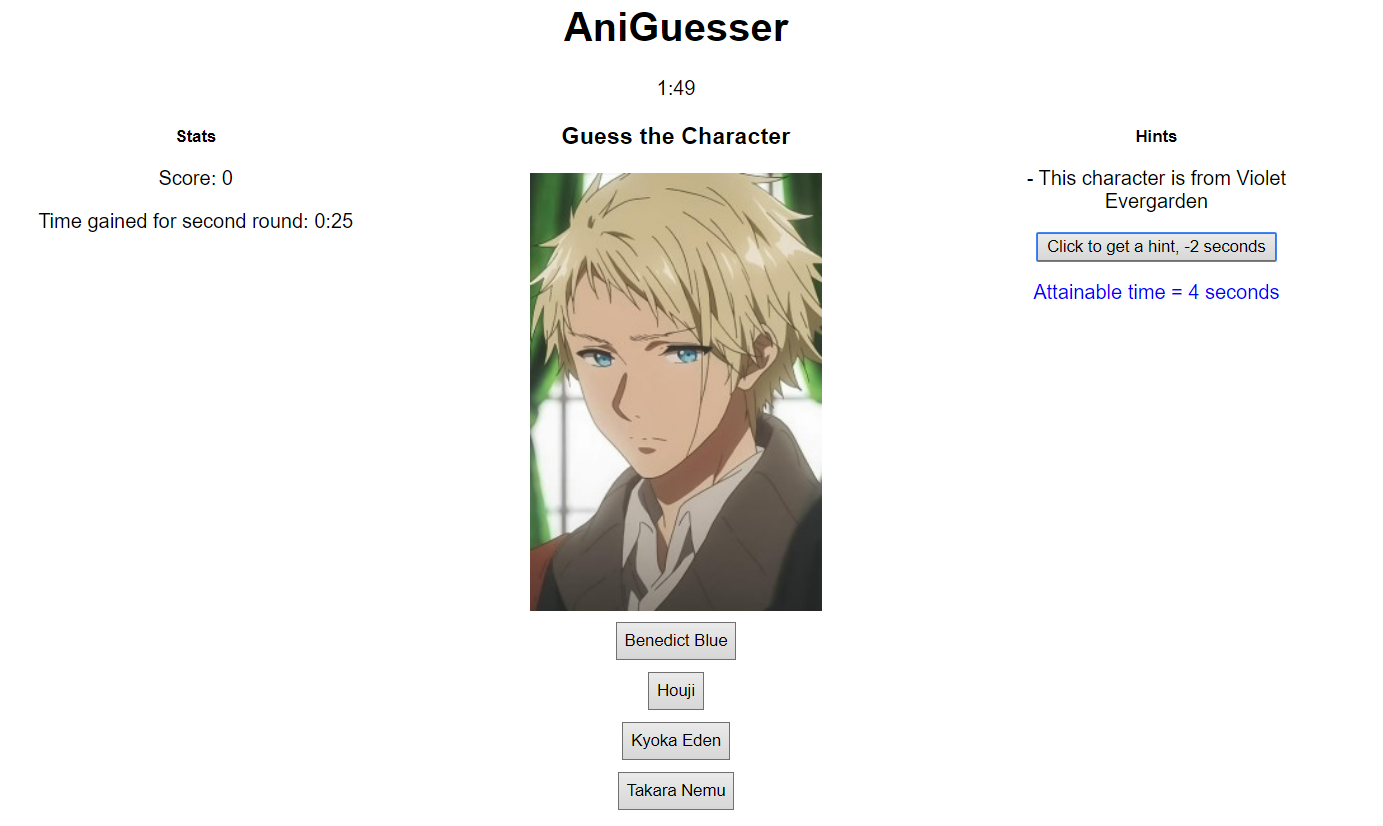 AniGuesser
1:49
Stats
Score: 0
Time gained for second round: 0:25
Guess the Character
Benedict Blue
Houji
Kyoka Eden
Takara Nemu
Hints
- This character is from Violet
Evergarden
Click to get a hint, -2 seconds
Attainable time = 4 seconds